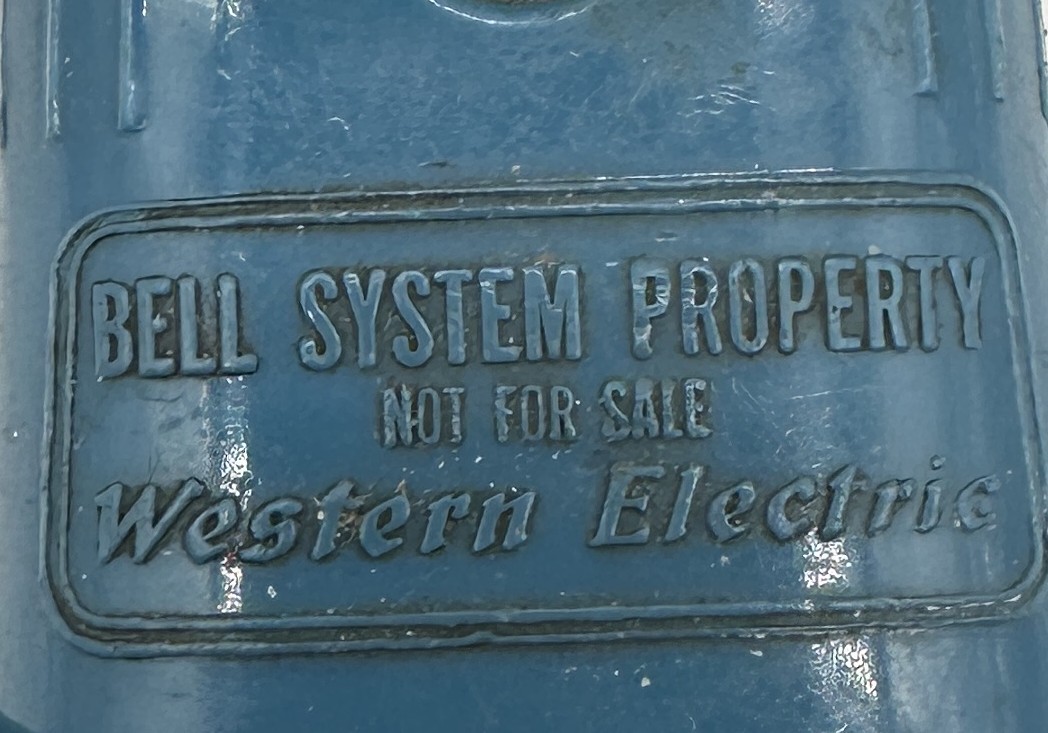 BELL SYSTEM PROPERTY
NOT FOR SALE
Western Electric